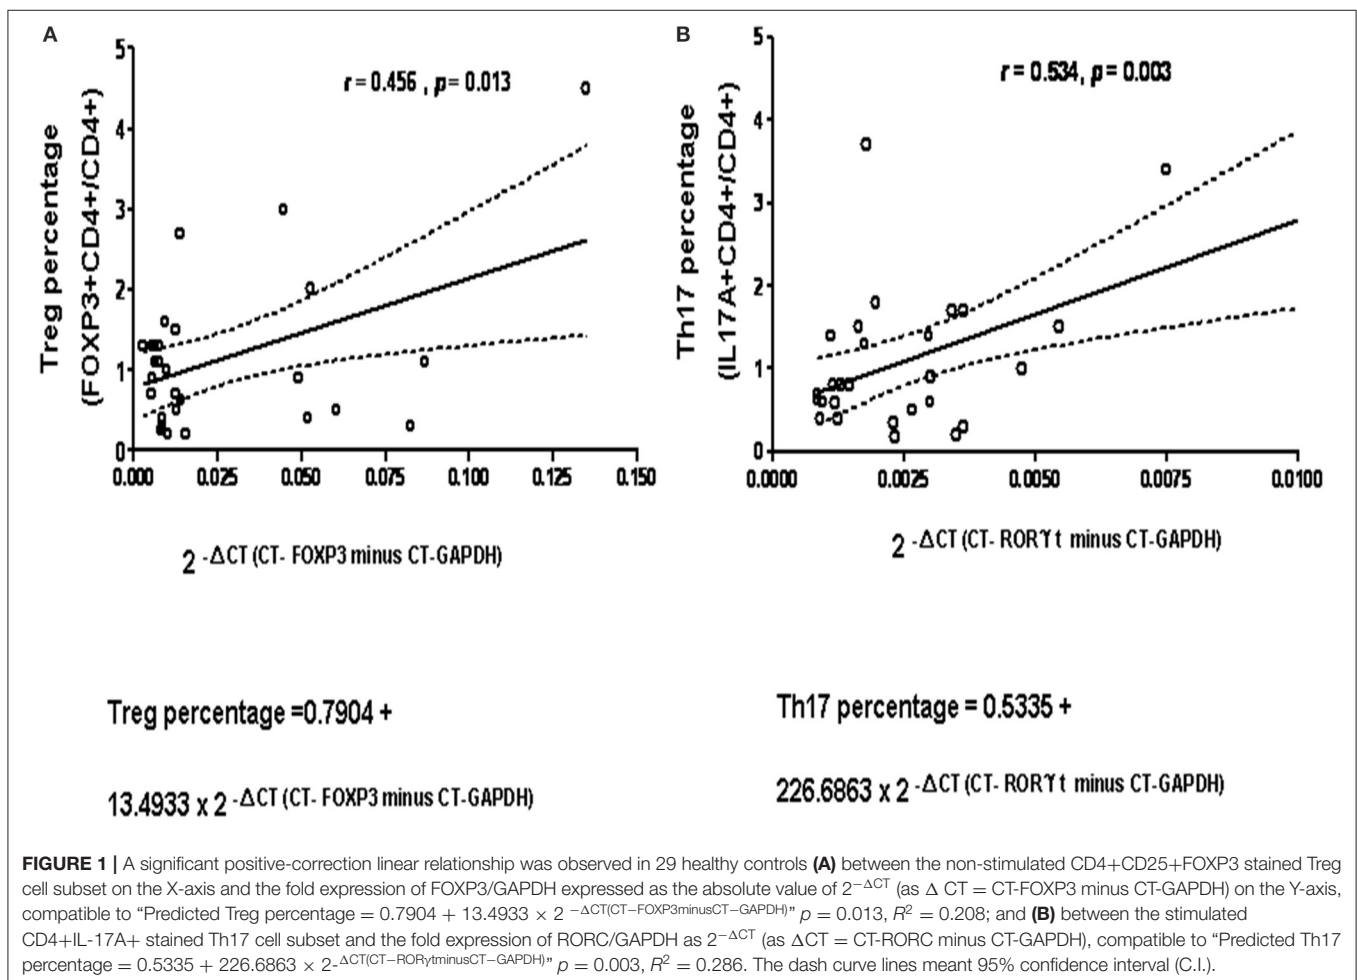 A
r = 0.456 , p = 0.013
Treg percentage
(FOXP3+CD4+/CD4+)
5
4
3
2
1
0
0.000 0.025 0.050 0.075 0.100 0.125 0.150
2 -ΔCT (CT- FOXP3 minus CT-GAPDH)
Treg percentage =0.7904 +
13.4933 x 2 -ΔCT (CT- FOXP3 minus CT-GAPDH)
B
r = 0.534, p = 0.003
Th17 percentage
(IL17A+CD4+/CD4+)
5
4
3
2
1
0
0.0000 0.0025 0.0050 0.0075 0.0100
2 -ΔCT (CT- RORϒt minus CT-GAPDH)
Th17 percentage = 0.5335 +
226.6863 x 2 -ΔCT (CT- RORϒt minus CT-GAPDH)
FIGURE 1 | A significant positive-correction linear relationship was observed in 29 healthy controls (A) between the non-stimulated CD4+CD25+FOXP3 stained Treg
cell subset on the X-axis and the fold expression of FOXP3/GAPDH expressed as the absolute value of 2−ΔCT (as Δ CT = CT-FOXP3 minus CT-GAPDH) on the Y-axis,
compatible to “Predicted Treg percentage = 0.7904 + 13.4933 × 2 −ΔCT(CT−FOXP3minusCT−GAPDH)” p = 0.013, R2 = 0.208; and (B) between the stimulated
CD4+IL-17A+ stained Th17 cell subset and the fold expression of RORC/GAPDH as 2−ΔCT (as ΔCT = CT-RORC minus CT-GAPDH), compatible to “Predicted Th17
percentage = 0.5335 + 226.6863 × 2-ΔCT(CT−RORγtminusCT−GAPDH)” p = 0.003, R2 = 0.286. The dash curve lines meant 95% confidence interval (C.I.).